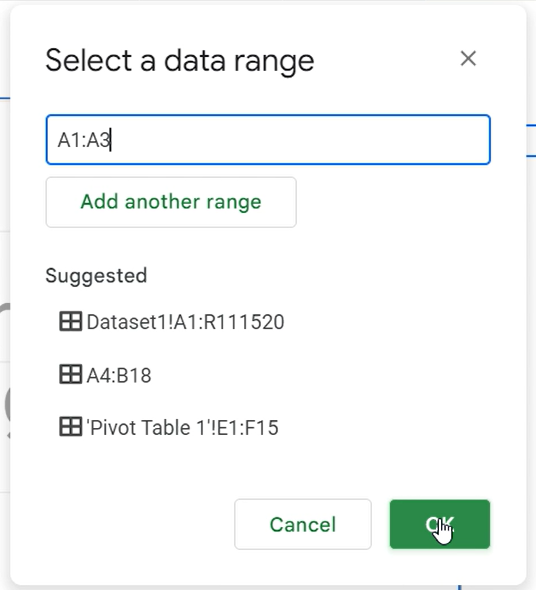 Select a data range
A1:A3
Add another range
Suggested
Dataset1!A1:R111520
A4:B18
'Pivot Table 1'!E1:F15
Cancel
OK